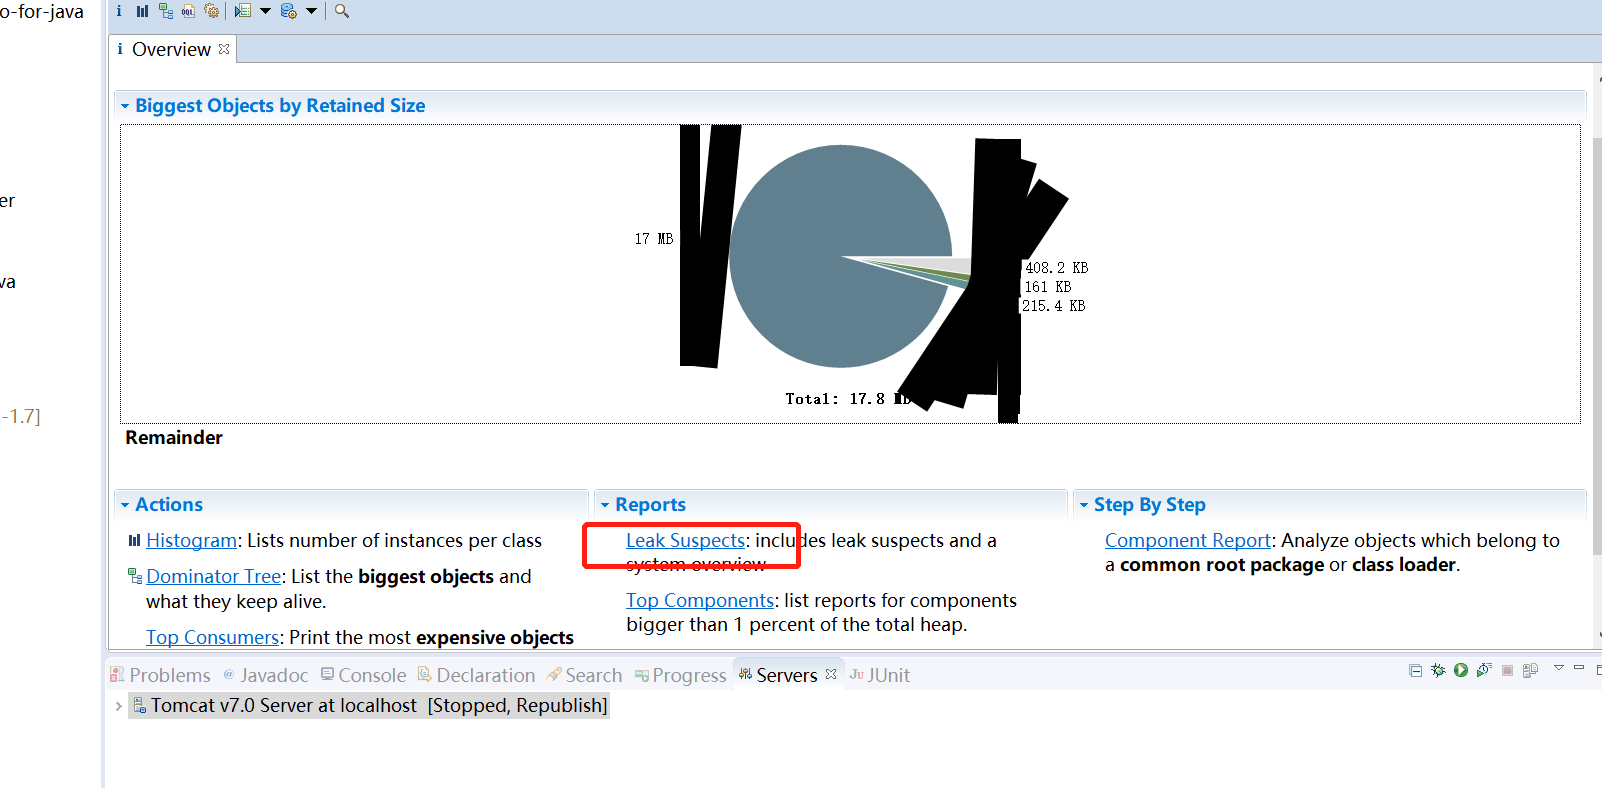 o-for-java
er
va
-1.7]
OQL
i Overview
Biggest Objects by Retained Size
17 MB
408.2 KB
161 KB
215.4 KB
Total: 17.8 MB
Remainder
Actions
Histogram: Lists number of instances per class
Dominator Tree: List the biggest objects and
what they keep alive.
Top Consumers: Print the most expensive objects
Reports
Leak Suspects: includes leak suspects and a
system overview
Top Components: list reports for components
bigger than 1 percent of the total heap.
Step By Step
Component Report: Analyze objects which belong to
a common root package or class loader.
Problems @ Javadoc Console Declaration Search Progress Servers Ju JUnit
Tomcat v7.0 Server at localhost [Stopped, Republish]